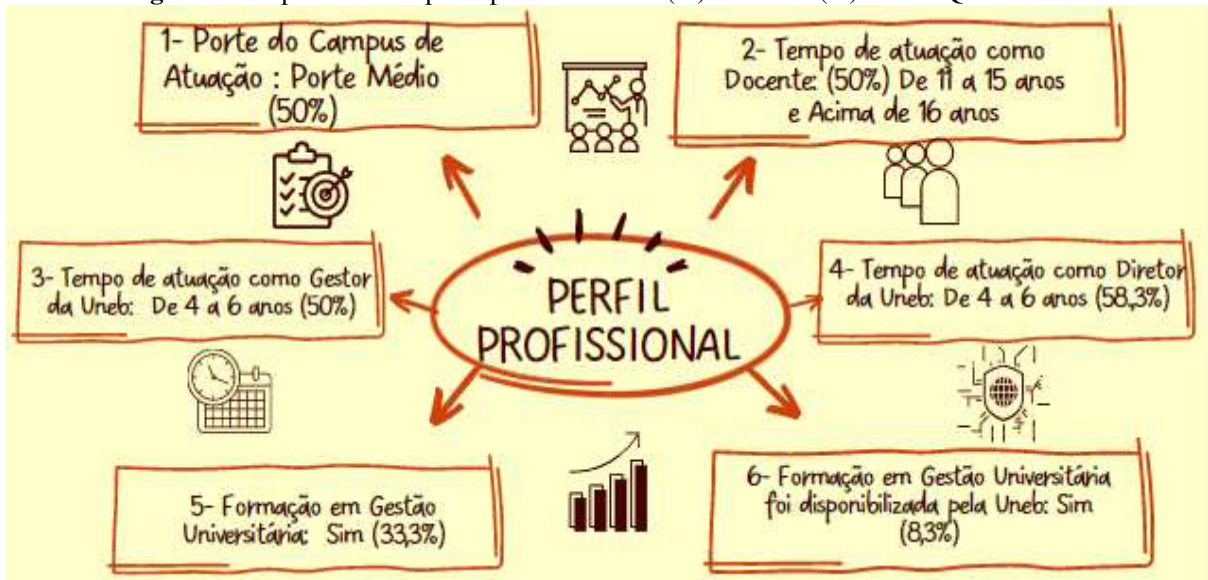 1- Porte do Campus de
Atuação : Porte Médio
(50%)
2- Tempo de atuação como
Docente: (50%) De 11 a 15 anos
e Acima de 16 anos
3- Tempo de atuação como Gestor
da Uneb: De 4 a 6 anos (50%)
PERFIL
PROFISSIONAL
4- Tempo de atuação como Diretor
da Uneb: De 4 a 6 anos (58,3%)
5- Formação em Gestão
Universitária: Sim (33,3%)
6- Formação em Gestão Universitária
foi disponibilizada pela Uneb: Sim
(8,3%)